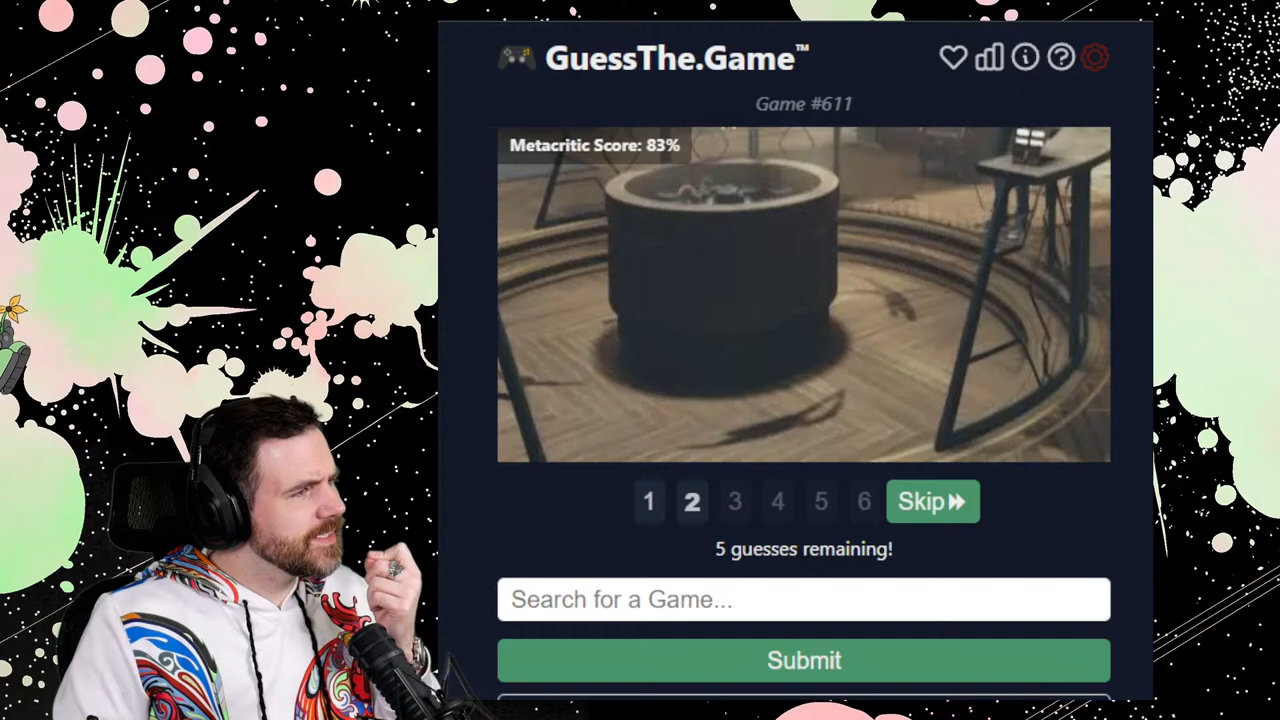 GuessThe.Game™
Game #611
Metacritic Score: 83%
1 2 3 4 5 6 Skip
5 guesses remaining!
Search for a Game...
Submit